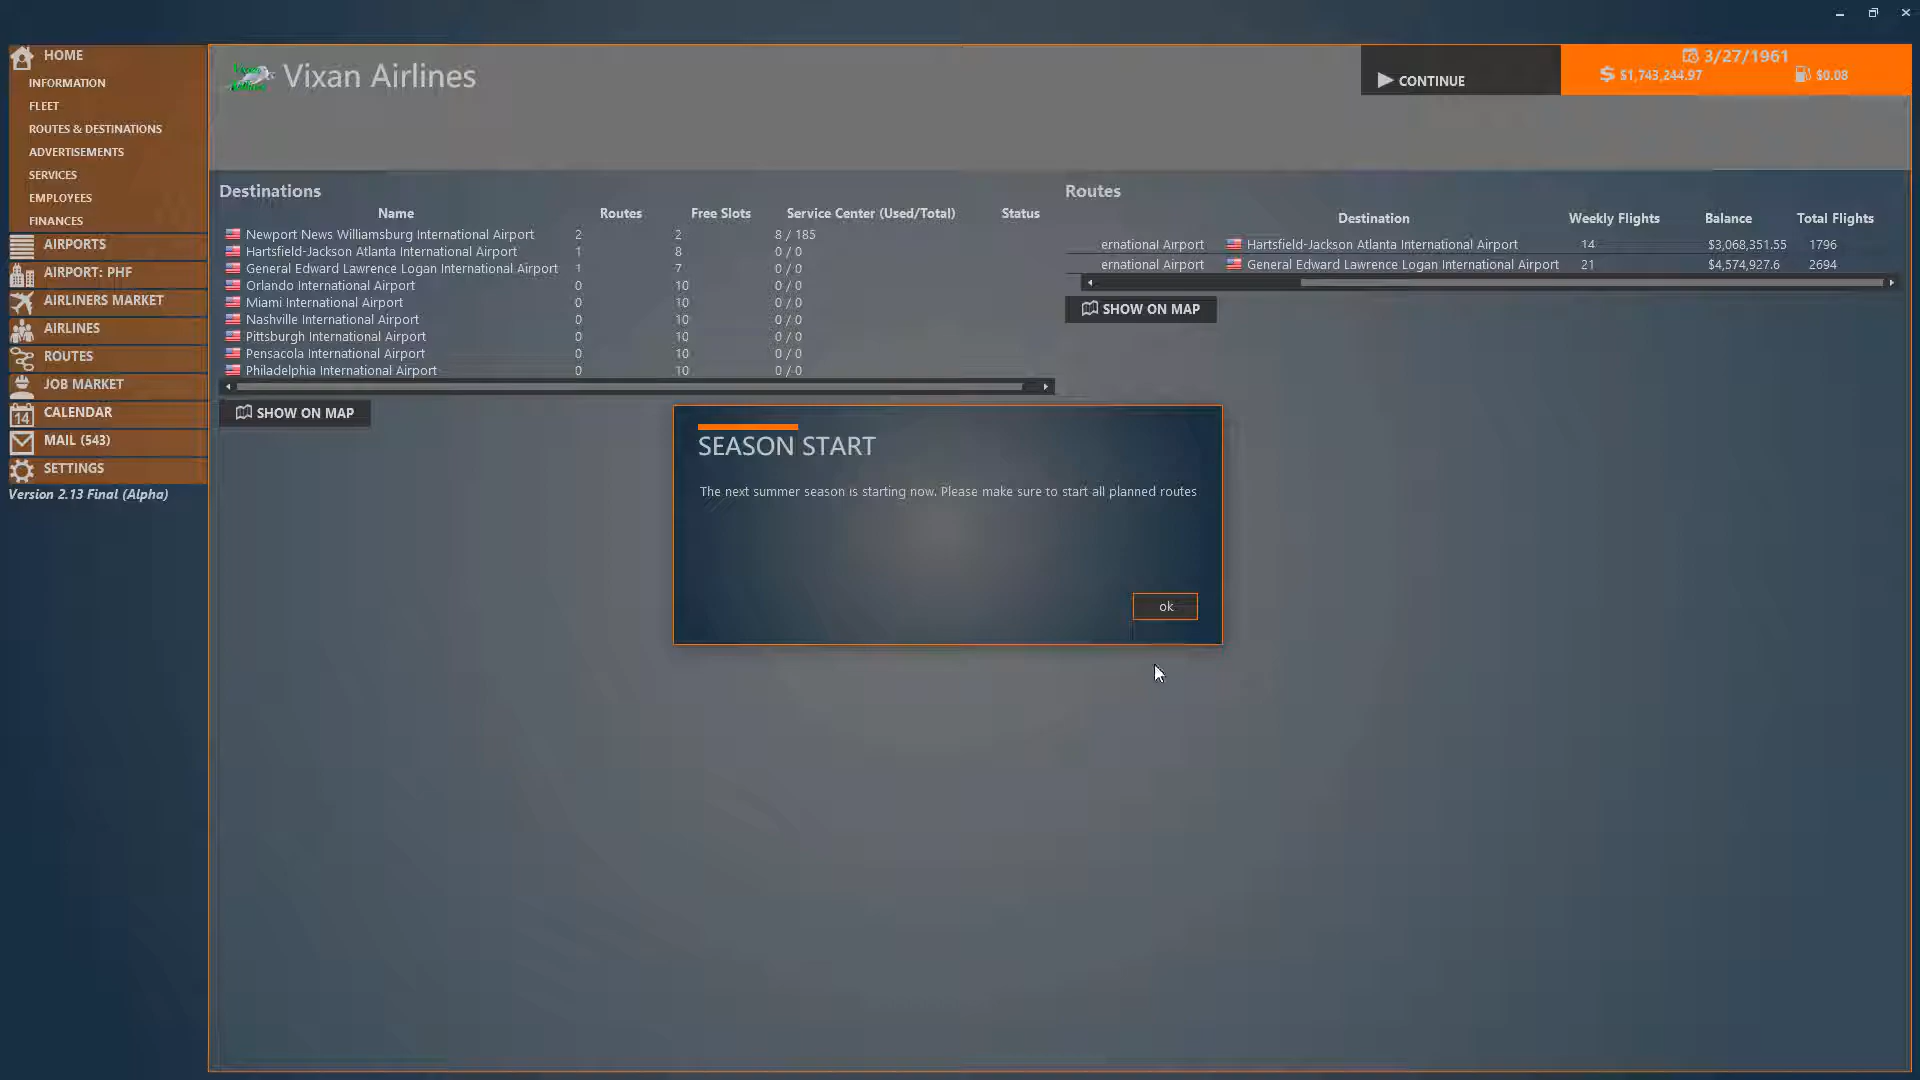 HOME
INFORMATION
FLEET
ROUTES & DESTINATIONS
ADVERTISEMENTS
SERVICES
EMPLOYEES
FINANCES
AIRPORTS
AIRPORT: PHF
AIRLINERS MARKET
AIRLINES
ROUTES
JOB MARKET
14 CALENDAR
MAIL (543)
SETTINGS
Version 2.13 Final (Alpha)
Vixan Airlines
CONTINUE
3/27/1961
$ $1,743,244.97 $0.08
Destinations
Name Routes Free Slots Service Center (Used/Total) Status
Newport News Williamsburg International Airport 2 2 8 / 185
Hartsfield-Jackson Atlanta International Airport 1 8 0 / 0
General Edward Lawrence Logan International Airport 1 7 0 / 0
Orlando International Airport 0 10 0 / 0
Miami International Airport 0 10 0 / 0
Nashville International Airport 0 10 0 / 0
Pittsburgh International Airport 0 10 0 / 0
Pensacola International Airport 0 10 0 / 0
Philadelphia International Airport 0 10 0 / 0
SHOW ON MAP
Routes
Destination Weekly Flights Balance Total Flights
ernational Airport Hartsfield-Jackson Atlanta International Airport 14 $3,068,351.55 1796
ernational Airport General Edward Lawrence Logan International Airport 21 $4,574,927.6 2694
SHOW ON MAP
SEASON START
The next summer season is starting now. Please make sure to start all planned routes
ok